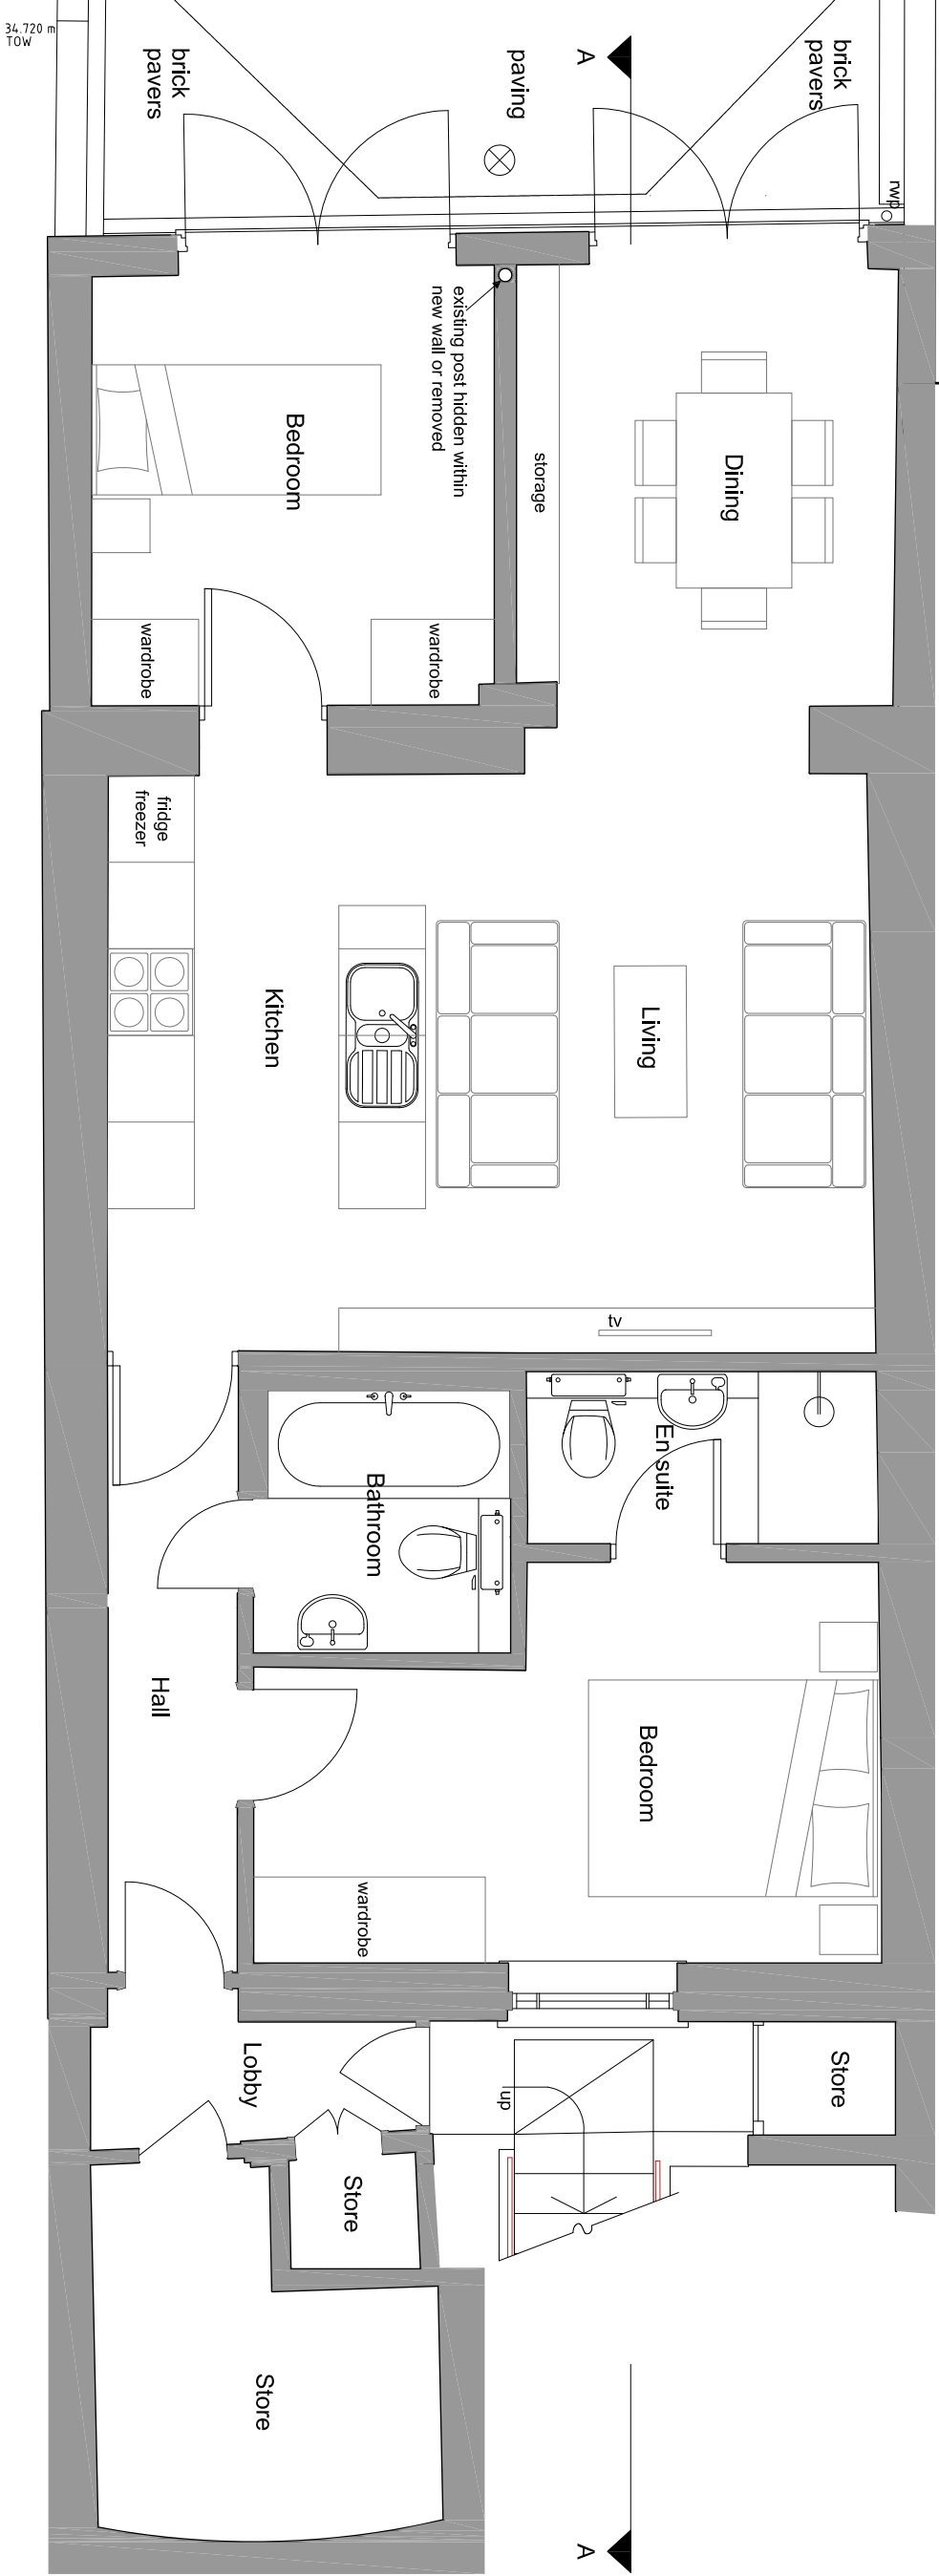 34.720 m
TOW
brick
pavers
paving
A
brick
pavers
rwp
existing post hidden within
new wall or removed
Bedroom
storage
Dining
wardrobe
wardrobe
fridge
freezer
Kitchen
Living
tv
Bathroom
En suite
Hall
Bedroom
wardrobe
Lobby
up
Store
Store
Store
A